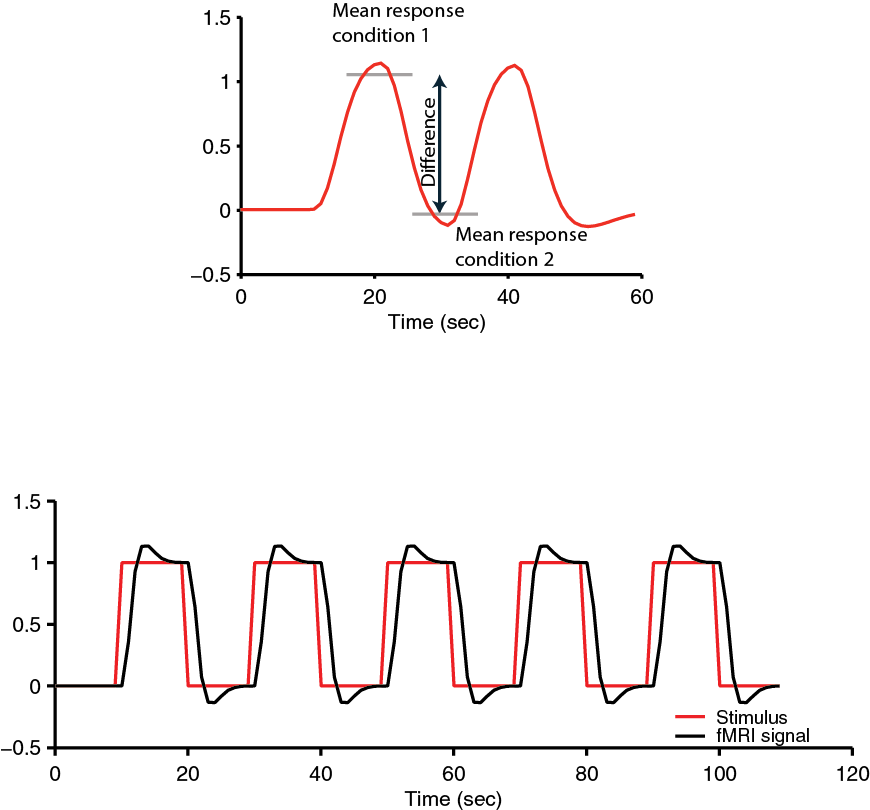 Mean response
condition 1
1.5
1
0.5
0
−0.5
Difference
Mean response
condition 2
0 20 40 60
Time (sec)
1.5
1
0.5
0
−0.5
Stimulus
fMRI signal
0 20 40 60 80 100 120
Time (sec)